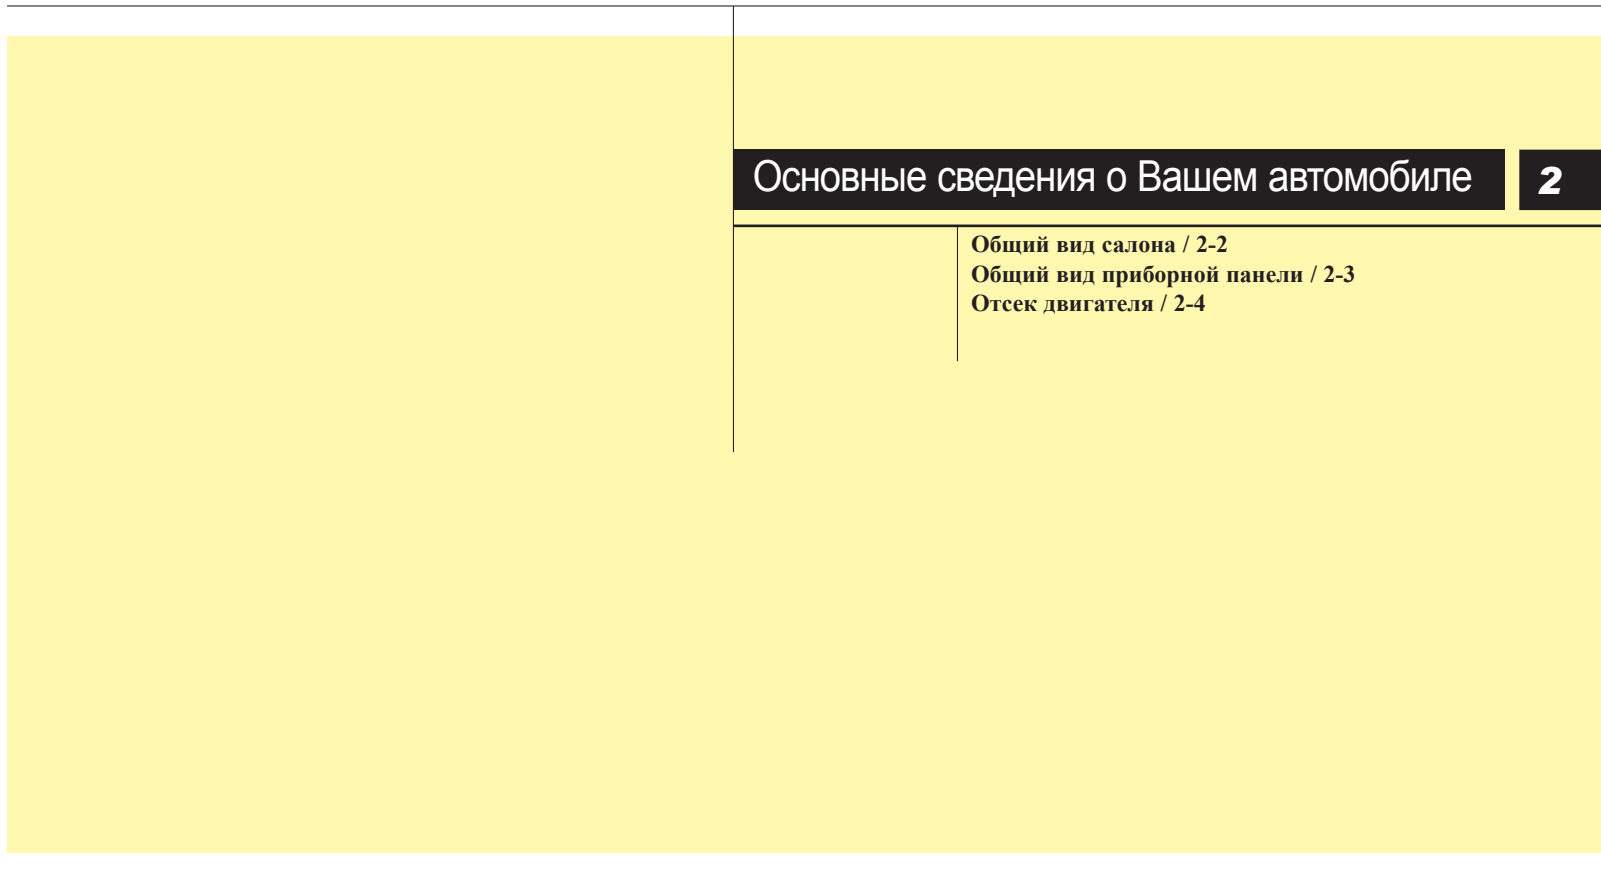 Основные сведения о Вашем автомобиле 2
Общий вид салона / 2-2
Общий вид приборной панели / 2-3
Отсек двигателя / 2-4